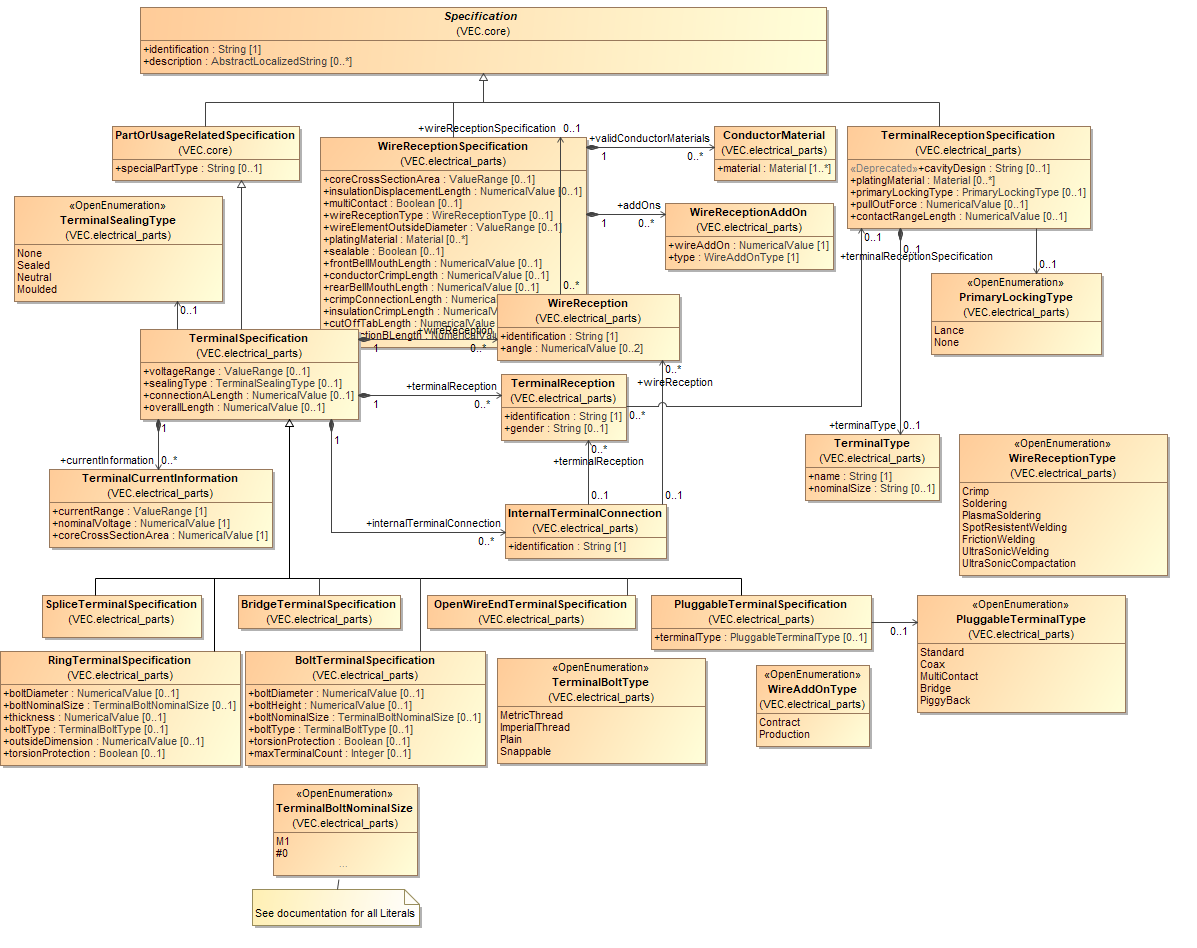 Specification
(VEC.core)
+identification : String [1]
+description : AbstractLocalizedString [0..*]
PartOrUsageRelatedSpecification
(VEC.core)
+specialPartType : String [0..1]
+wireReceptionSpecification 0..1
WireReceptionSpecification
(VEC.electrical_parts)
+coreCrossSectionArea : ValueRange [0..1]
+insulationDisplacementLength : NumericalValue [0..1]
+multiContact : Boolean [0..1]
+wireReceptionType : WireReceptionType [0..1]
+wireElementOutsideDiameter : ValueRange [0..1]
+platingMaterial : Material [0..*]
+sealable : Boolean [0..1]
+frontBellMouthLength : NumericalValue [0..1]
+conductorCrimpLength : NumericalValue [0..1]
+rearBellMouthLength : NumericalValue [0..1]
+crimpConnectionLength : Numerica
+insulationCrimpLength : NumericalV
+cutOffTabLength : NumericalValue
ctionBLength : NumericalValue
+validConductorMaterials
1
0..*
ConductorMaterial
(VEC.electrical_parts)
+material : Material [1..*]
+addOns
1
0..*
WireReceptionAddOn
(VEC.electrical_parts)
+wireAddOn : NumericalValue [1]
+type : WireAddOnType [1]
TerminalReceptionSpecification
(VEC.electrical_parts)
«Deprecated»+cavityDesign : String [0..1]
+platingMaterial : Material [0..*]
+primaryLockingType : PrimaryLockingType [0..1]
+pullOutForce : NumericalValue [0..1]
+contactRangeLength : NumericalValue [0..1]
0..1
0..1
+terminalReceptionSpecification
0..1
«OpenEnumeration»
PrimaryLockingType
(VEC.electrical_parts)
Lance
None
«OpenEnumeration»
TerminalSealingType
(VEC.electrical_parts)
None
Sealed
Neutral
Moulded
0..1
0..*
WireReception
(VEC.electrical_parts)
+identification : String [1]
+angle : NumericalValue [0..2]
+wireReception
1
0..*
TerminalSpecification
(VEC.electrical_parts)
+voltageRange : ValueRange [0..1]
+sealingType : TerminalSealingType [0..1]
+connectionALength : NumericalValue [0..1]
+overallLength : NumericalValue [0..1]
+terminalReception
1
0..*
TerminalReception
(VEC.electrical_parts)
+identification : String [1]
+gender : String [0..1]
0..*
0..*
+wireReception
0..*
+terminalReception
+terminalType 0..1
TerminalType
(VEC.electrical_parts)
+name : String [1]
+nominalSize : String [0..1]
«OpenEnumeration»
WireReceptionType
(VEC.electrical_parts)
Crimp
Soldering
PlasmaSoldering
SpotResistentWelding
FrictionWelding
UltraSonicWelding
UltraSonicCompactation
1
1
+currentInformation 0..*
TerminalCurrentInformation
(VEC.electrical_parts)
+currentRange : ValueRange [1]
+nominalVoltage : NumericalValue [1]
+coreCrossSectionArea : NumericalValue [1]
0..1
0..1
+internalTerminalConnection
0..*
InternalTerminalConnection
(VEC.electrical_parts)
+identification : String [1]
SpliceTerminalSpecification
(VEC.electrical_parts)
BridgeTerminalSpecification
(VEC.electrical_parts)
OpenWireEndTerminalSpecification
(VEC.electrical_parts)
PluggableTerminalSpecification
(VEC.electrical_parts)
+terminalType : PluggableTerminalType [0..1]
0..1
«OpenEnumeration»
PluggableTerminalType
(VEC.electrical_parts)
Standard
Coax
MultiContact
Bridge
PiggyBack
RingTerminalSpecification
(VEC.electrical_parts)
+boltDiameter : NumericalValue [0..1]
+boltNominalSize : TerminalBoltNominalSize [0..1]
+thickness : NumericalValue [0..1]
+boltType : TerminalBoltType [0..1]
+outsideDimension : NumericalValue [0..1]
+torsionProtection : Boolean [0..1]
BoltTerminalSpecification
(VEC.electrical_parts)
+boltDiameter : NumericalValue [0..1]
+boltHeight : NumericalValue [0..1]
+boltNominalSize : TerminalBoltNominalSize [0..1]
+boltType : TerminalBoltType [0..1]
+torsionProtection : Boolean [0..1]
+maxTerminalCount : Integer [0..1]
«OpenEnumeration»
TerminalBoltType
(VEC.electrical_parts)
MetricThread
ImperialThread
Plain
Snappable
«OpenEnumeration»
WireAddOnType
(VEC.electrical_parts)
Contract
Production
«OpenEnumeration»
TerminalBoltNominalSize
(VEC.electrical_parts)
M1
#0
...
See documentation for all Literals